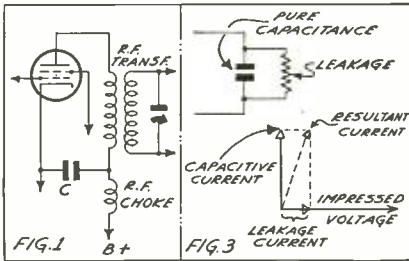 R.F.
TRANSF.
C
R.F.
CHOKE
B+
FIG.1
PURE
CAPACITANCE
LEAKAGE
RESULTANT
CURRENT
CAPACITIVE
CURRENT
IMPRESSED
VOLTAGE
LEAKAGE
CURRENT
FIG.3